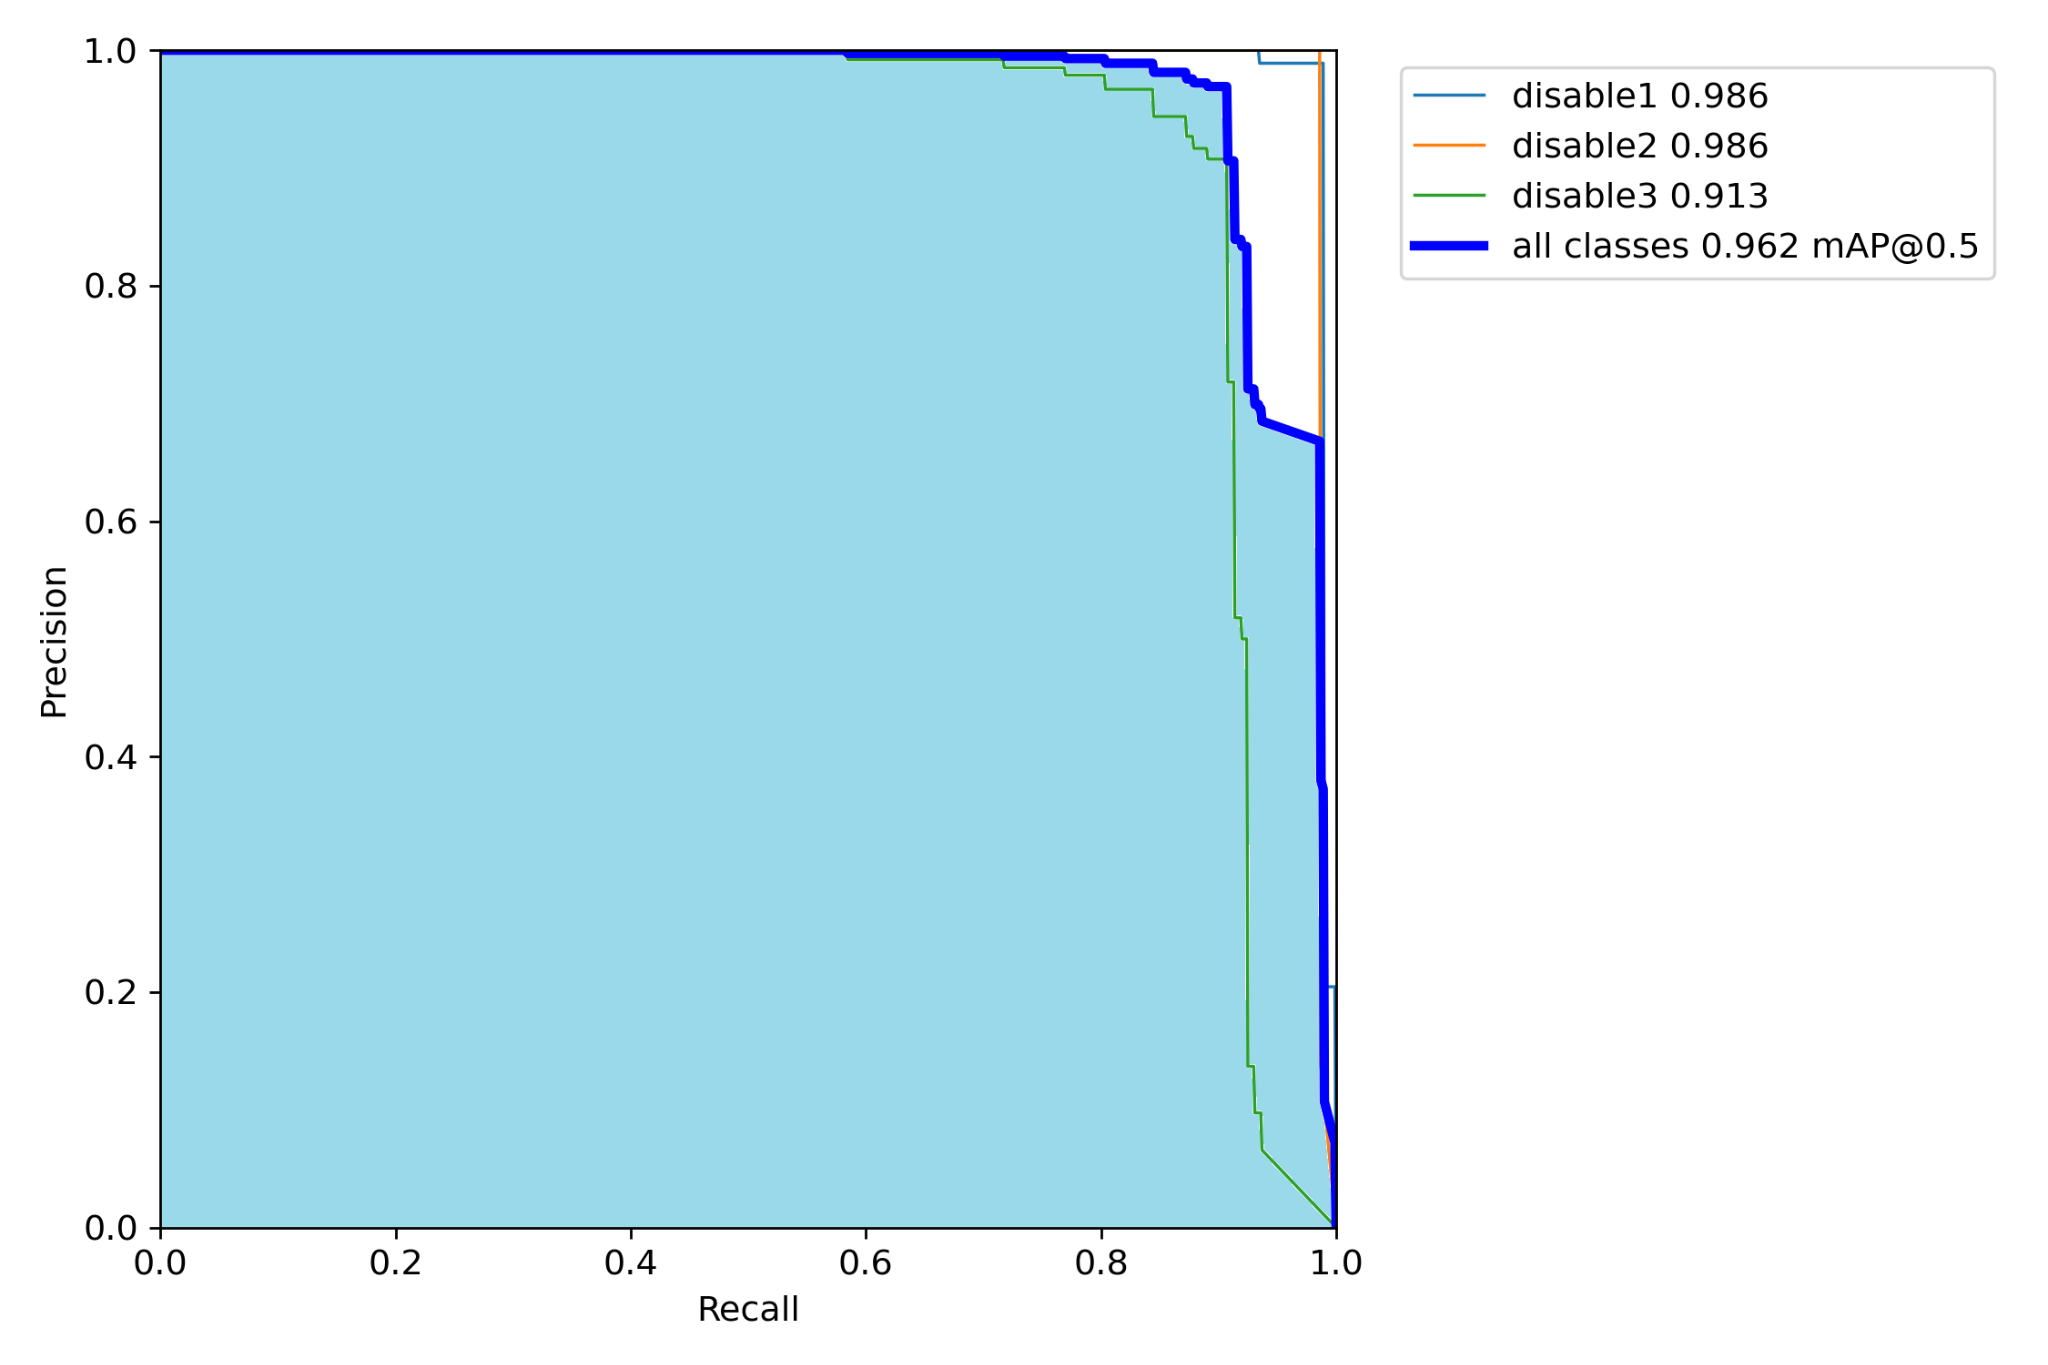 1.0
0.8
0.6
0.4
0.2
0.0
Precision
0.0 0.2 0.4 0.6 0.8 1.0
Recall
disable1 0.986
disable2 0.986
disable3 0.913
all classes 0.962 mAP@0.5